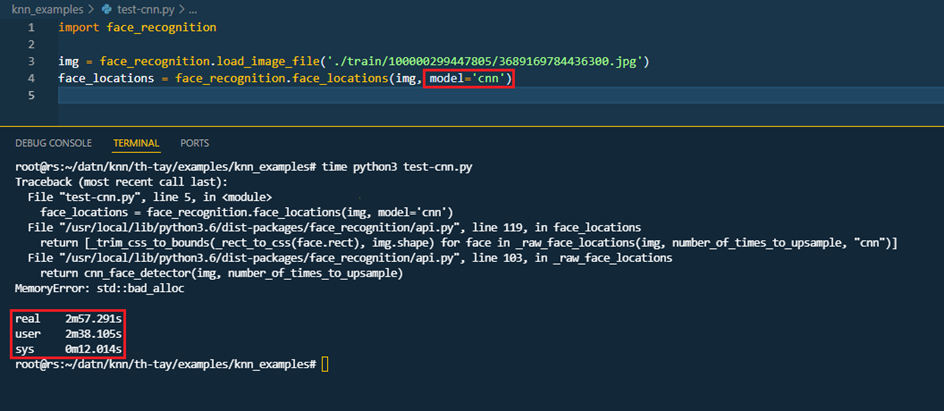 knn_examples > test-cnn.py > ...
1 import face_recognition
2
3 img = face_recognition.load_image_file('./train/100000299447805/3689169784436300.jpg')
4 face_locations = face_recognition.face_locations(img, model='cnn')
5
DEBUG CONSOLE TERMINAL PORTS
root@rs:~/datn/knn/th-tay/examples/knn_examples# time python3 test-cnn.py
Traceback (most recent call last):
File "test-cnn.py", line 5, in <module>
face_locations = face_recognition.face_locations(img, model='cnn')
File "/usr/local/lib/python3.6/dist-packages/face_recognition/api.py", line 119, in face_locations
return [_trim_css_to_bounds(_rect_to_css(face.rect), img.shape) for face in _raw_face_locations(img, number_of_times_to_upsample, "cnn")]
File "/usr/local/lib/python3.6/dist-packages/face_recognition/api.py", line 103, in _raw_face_locations
return cnn_face_detector(img, number_of_times_to_upsample)
MemoryError: std::bad_alloc
real 2m57.291s
user 2m38.105s
sys 0m12.014s
root@rs:~/datn/knn/th-tay/examples/knn_examples#